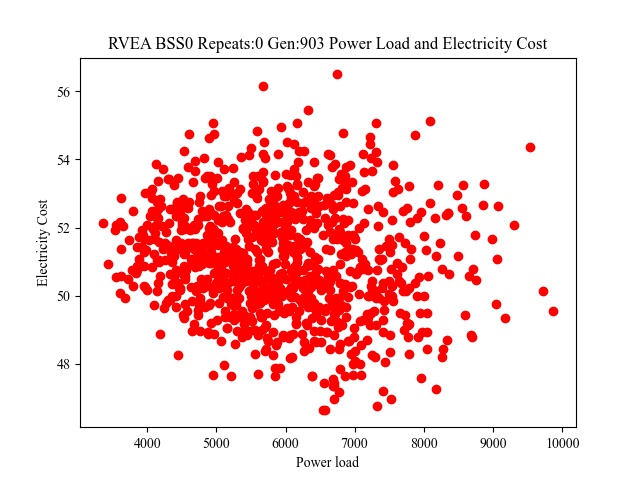 RVEA BSS0 Repeats:0 Gen:903 Power Load and Electricity Cost
56
54
52
50
48
Electricity Cost
4000 5000 6000 7000 8000 9000 10000
Power load